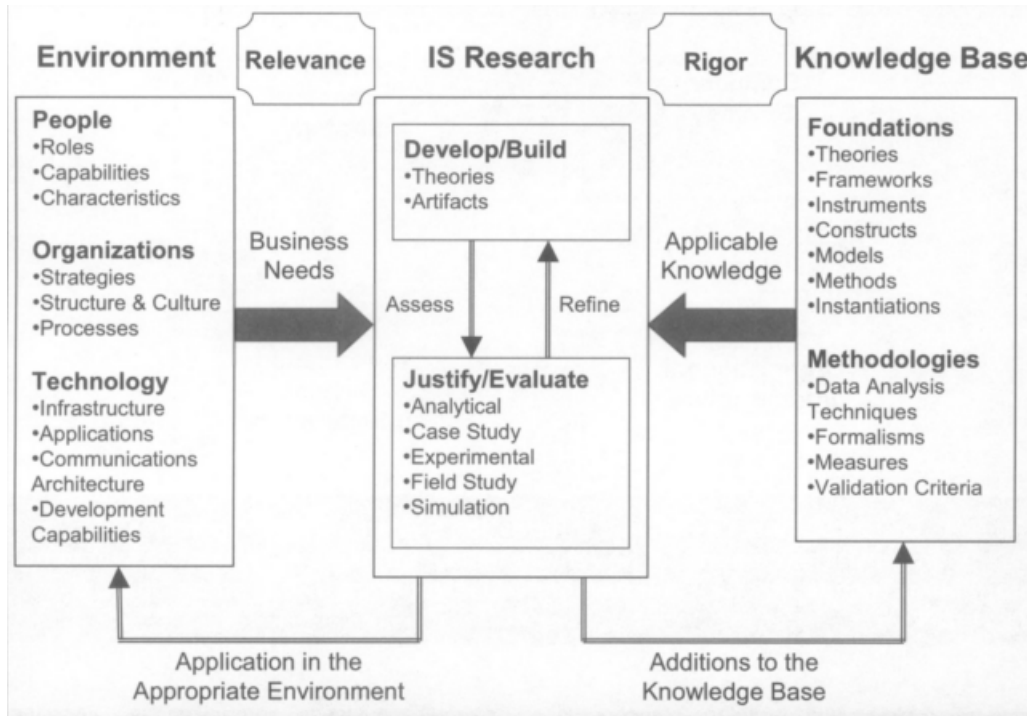 Environment
Relevance
IS Research
Rigor
Knowledge Base
People
•Roles
•Capabilities
•Characteristics
Organizations
•Strategies
•Structure & Culture
•Processes
Technology
•Infrastructure
•Applications
•Communications
Architecture
•Development
Capabilities
Business
Needs
Develop/Build
•Theories
•Artifacts
Assess
Refine
Justify/Evaluate
•Analytical
•Case Study
•Experimental
•Field Study
•Simulation
Applicable
Knowledge
Foundations
•Theories
•Frameworks
•Instruments
•Constructs
•Models
•Methods
•Instantiations
Methodologies
•Data Analysis
Techniques
•Formalisms
•Measures
•Validation Criteria
Application in the
Appropriate Environment
Additions to the
Knowledge Base